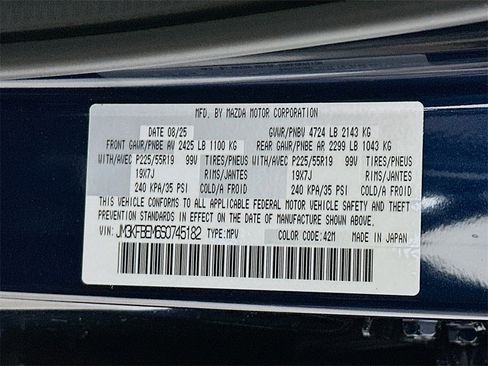 MFD. BY MAZDA MOTOR CORPORATION
DATE 08/25 GVWR/PNBV 4724 LB 2143 KG
FRONT GAWR/PNBE AV 2425 LB 1100 KG REAR GAWR/PNBE AR 2299 LB 1043 KG
WITH/AVEC P225/55R19 99V TIRES/PNEUS WITH/AVEC P225/55R19 99V TIRES/PNEUS
19X7J RIMS/JANTES 19X7J RIMS/JANTES
240 KPA/35 PSI COLD/A FROID 240 KPA/35 PSI COLD/A FROID
THIS VEHICLE CONFORMS TO ALL APPLICABLE FEDERAL MOTOR VEHICLE SAFETY AND THEFT
PREVENTION STANDARDS IN EFFECT ON THE DATE OF MANUFACTURE SHOWN ABOVE.
VIN: JM3KFBEM6S0745182 TYPE:MPV COLOR CODE:42M MADE IN JAPAN